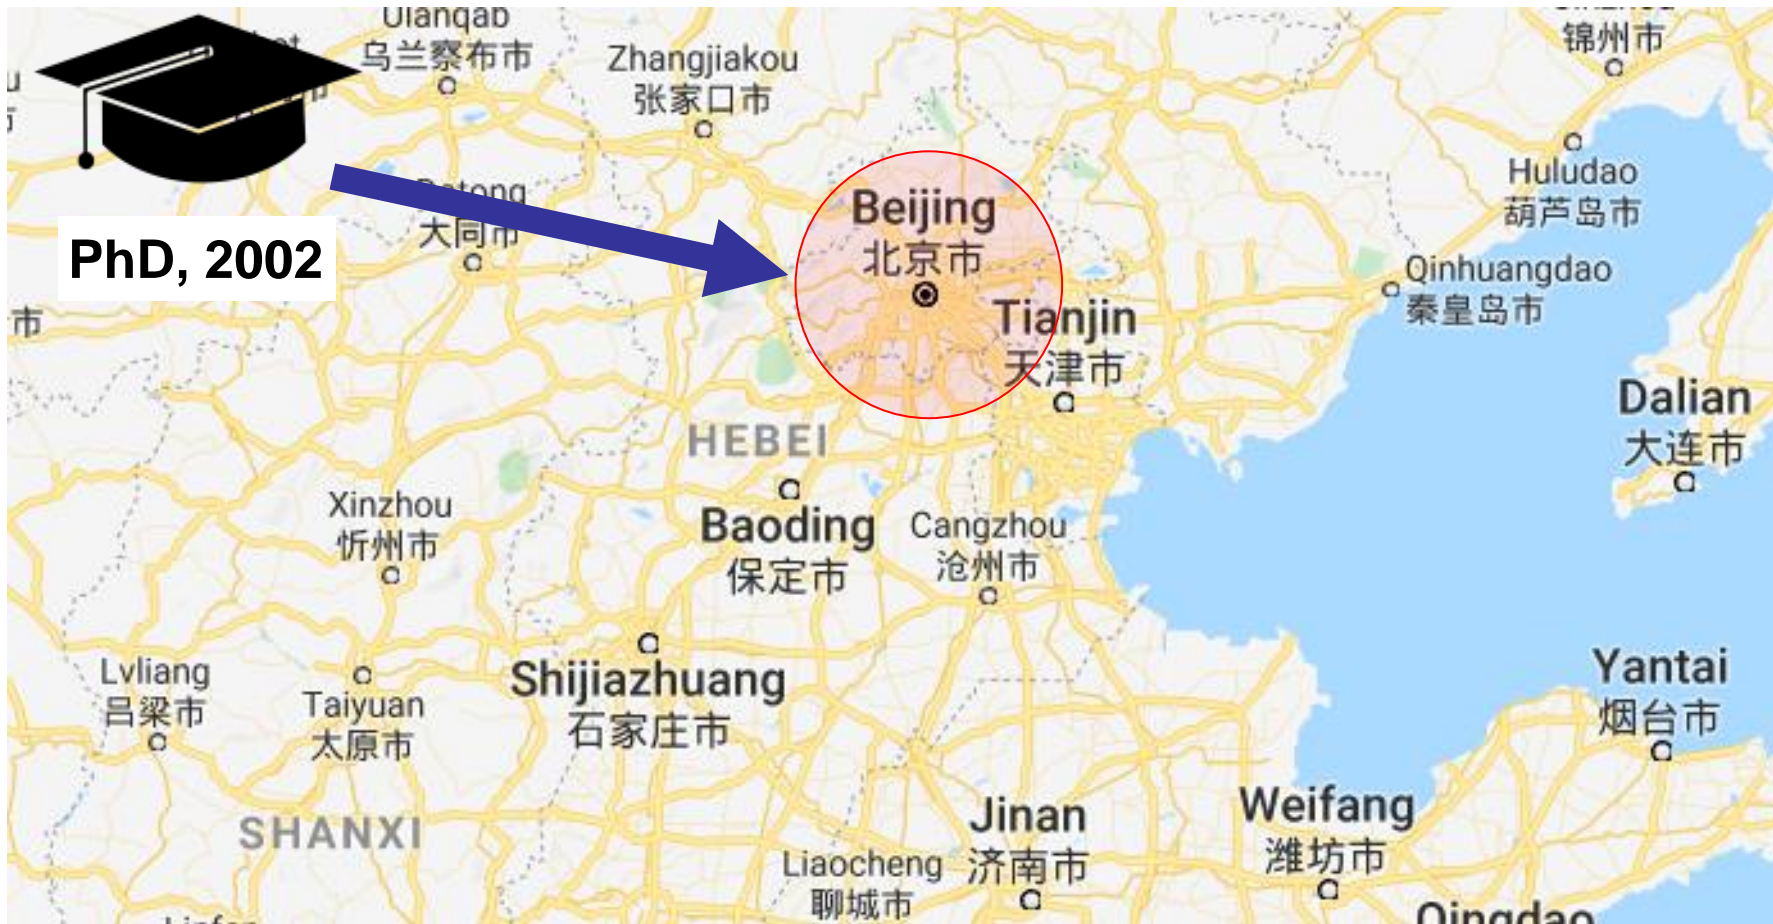 Ulanqab
乌兰察布市
Zhangjiakou
张家口市
锦州市
Huludao
葫芦岛市
Datong
大同市
PhD, 2002
Beijing
北京市
Qinhuangdao
秦皇岛市
市
Tianjin
天津市
Dalian
大连市
HEBEI
Xinzhou
忻州市
Baoding
保定市
Cangzhou
沧州市
Lvliang
吕梁市
Taiyuan
太原市
Shijiazhuang
石家庄市
Yantai
烟台市
SHANXI
Jinan
济南市
Weifang
潍坊市
Liaocheng
聊城市
Qingdao